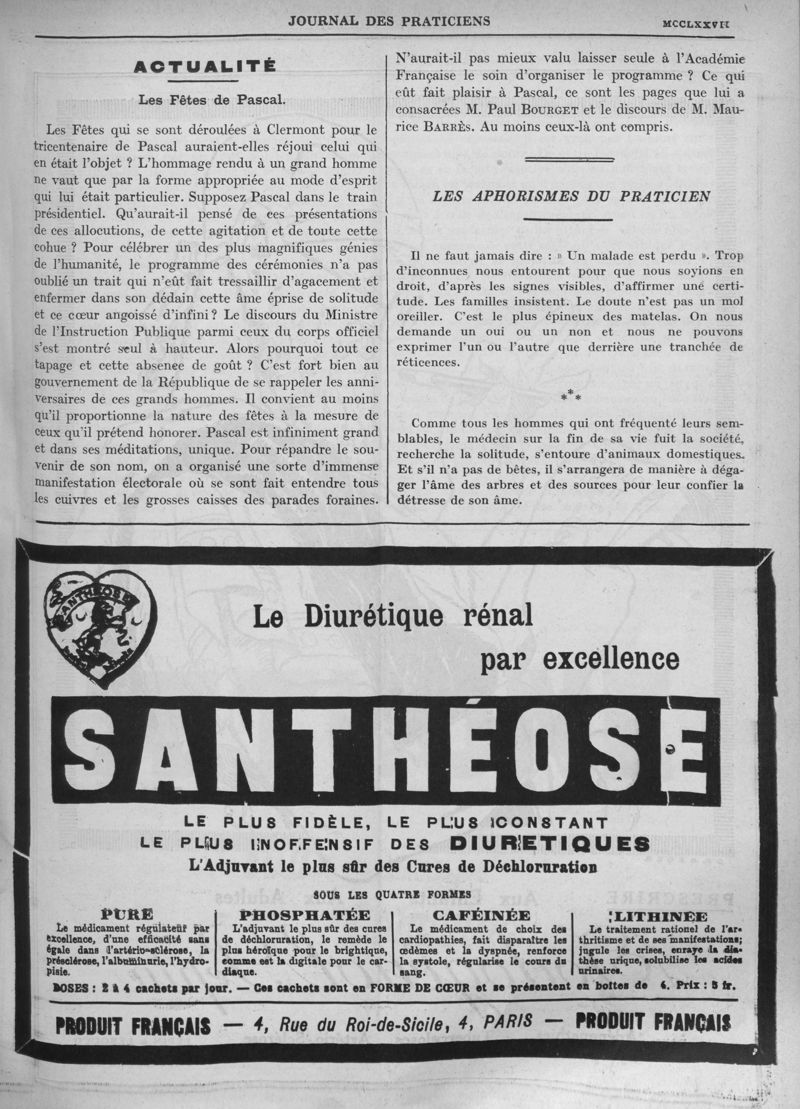 JOURNAL DES PRATICIENS
MCCLXXVII
ACTUALITÉ
Les Fêtes de Pascal.
Les Fêtes qui se sont déroulées à Clermont pour le
tricentenaire de Pascal auraient-elles réjoui celui qui
en était l'objet ? L'hommage rendu à un grand homme
ne vaut que par la forme appropriée au mode d'esprit
qui lui était particulier. Supposez Pascal dans le train
présidentiel. Qu'aurait-il pensé de ces présentations
de ces allocutions, de cette agitation et de toute cette
cohue ? Pour célébrer un des plus magnifiques génies
de l'humanité, le programme des cérémonies n'a pas
oublié un trait qui n'eût fait tressaillir d'agacement et
enfermer dans son dédain cette âme éprise de solitude
et ce cœur angoissé d'infini ? Le discours du Ministre
de l'Instruction Publique parmi ceux du corps officiel
s'est montré seul à hauteur. Alors pourquoi tout ce
tapage et cette absence de goût ? C'est fort bien au
gouvernement de la République de se rappeler les anni-
versaires de ces grands hommes. Il convient au moins
qu'il proportionne la nature des fêtes à la mesure de
ceux qu'il prétend honorer. Pascal est infiniment grand
et dans ses méditations, unique. Pour répandre le sou-
venir de son nom, on a organisé une sorte d'immense
manifestation électorale où se sont fait entendre tous
les cuivres et les grosses caisses des parades foraines.
N'aurait-il pas mieux valu laisser seule à l'Académie
Française le soin d'organiser le programme ? Ce qui
eût fait plaisir à Pascal, ce sont les pages que lui a
consacrées M. Paul BOURGET et le discours de M. Mau-
rice BARRÈS. Au moins ceux-là ont compris.
LES APHORISMES DU PRATICIEN
Il ne faut jamais dire : « Un malade est perdu ». Trop
d'inconnues nous entourent pour que nous soyions en
droit, d'après les signes visibles, d'affirmer une certi-
tude. Les familles insistent. Le doute n'est pas un mol
oreiller. C'est le plus épineux des matelas. On nous
demande un oui ou un non et nous ne pouvons
exprimer l'un ou l'autre que derrière une tranchée de
réticences.
***
Comme tous les hommes qui ont fréquenté leurs sem-
blables, le médecin sur la fin de sa vie fuit la société,
recherche la solitude, s'entoure d'animaux domestiques.
Et s'il n'a pas de bêtes, il s'arrangera de manière à déga-
ger l'âme des arbres et des sources pour leur confier la
détresse de son âme.
SANTHÉOSE
Le Diurétique rénal
par excellence
SANTHÉOSE
LE PLUS FIDÈLE, LE PLUS CONSTANT
LE PLUS INOFFENSIF DES DIURETIQUES
L'Adjuvant le plus sûr des Cures de Déchloruration
SOUS LES QUATRE FORMES
PURE
Le médicament régulateur par
excellence, d'une efficacité sans
égale dans l'artério-sclérose, la
présclérose, l'albuminurie, l'hydro-
pisie.
PHOSPHATÉE
L'adjuvant le plus sûr des cures
de déchloruration, le remède le
plus héroïque pour le brightique,
comme est la digitale pour le car-
diaque.
CAFÉINÉE
Le médicament de choix des
cardiopathies, fait disparaître les
œdèmes et la dyspnée, renforce
la systole, régularise le cours du
sang.
LITHINEE
Le traitement rationel de l'ar-
thritisme et de ses manifestations;
jugule les crises, enraye la dia-
thèse urique, solubilise les acides
urinaires.
DOSES : 2 à 4 cachets par jour. — Ces cachets sont en FORME DE CŒUR et se présentent en boîtes de 4. Prix : 5 fr.
PRODUIT FRANÇAIS — 4, Rue du Roi-de-Sicile, 4, PARIS — PRODUIT FRANÇAIS